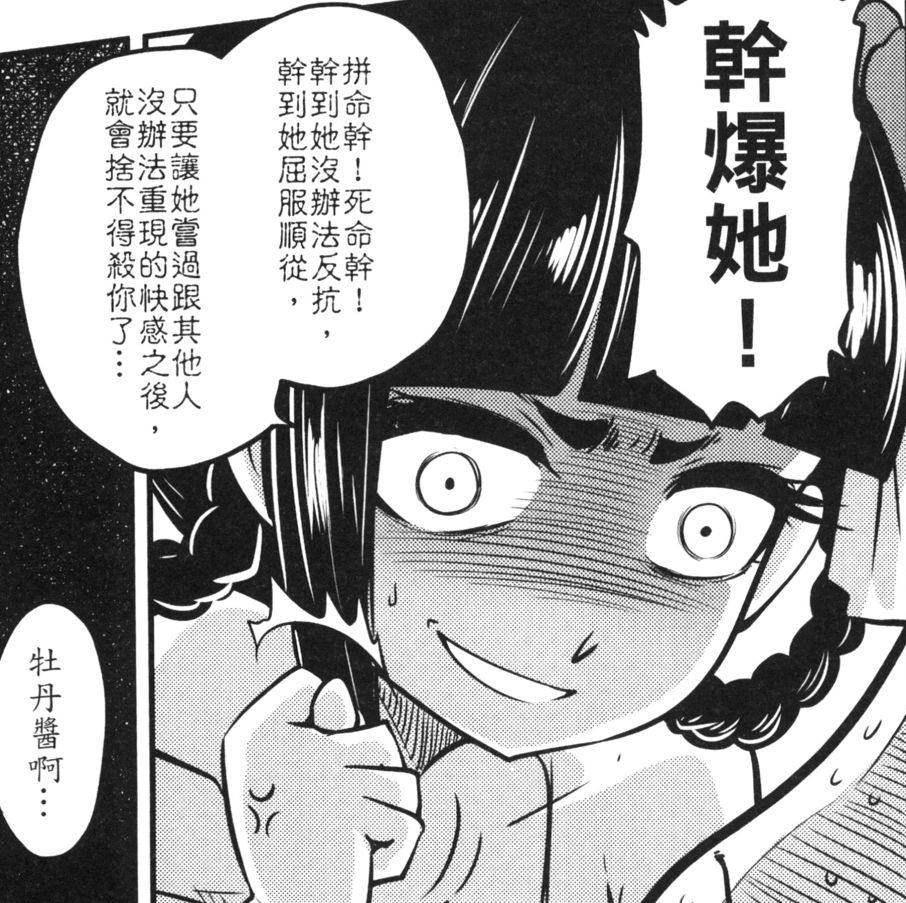 幹爆她！
拼命幹！死命幹！
幹到她沒辦法反抗，
幹到她屈服順從，
只要讓她嘗過跟其他人
沒辦法重現的快感之後，
就會捨不得殺你了…
牡丹醬啊…